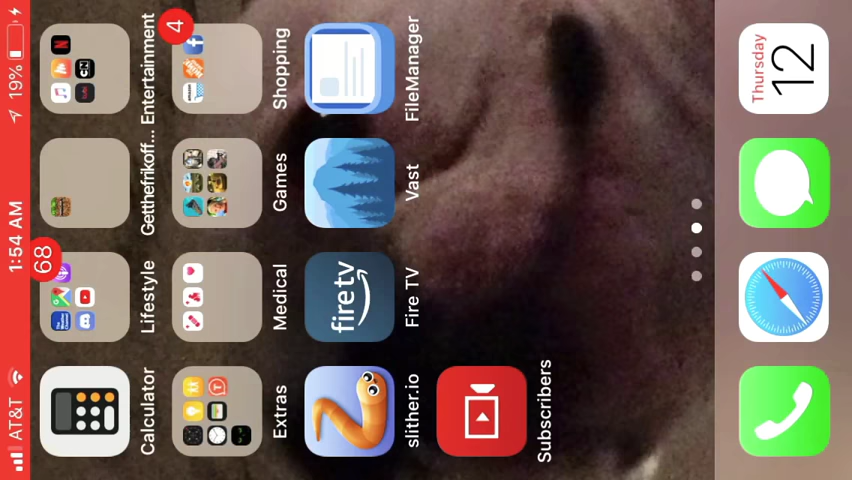 AT&T 1:54 AM 19%
68
4
Calculator Lifestyle Getthefrikoff... Entertainment
Extras Medical Games Shopping
fire tv
slither.io Fire TV Vast FileManager
Subscribers
Thursday
12